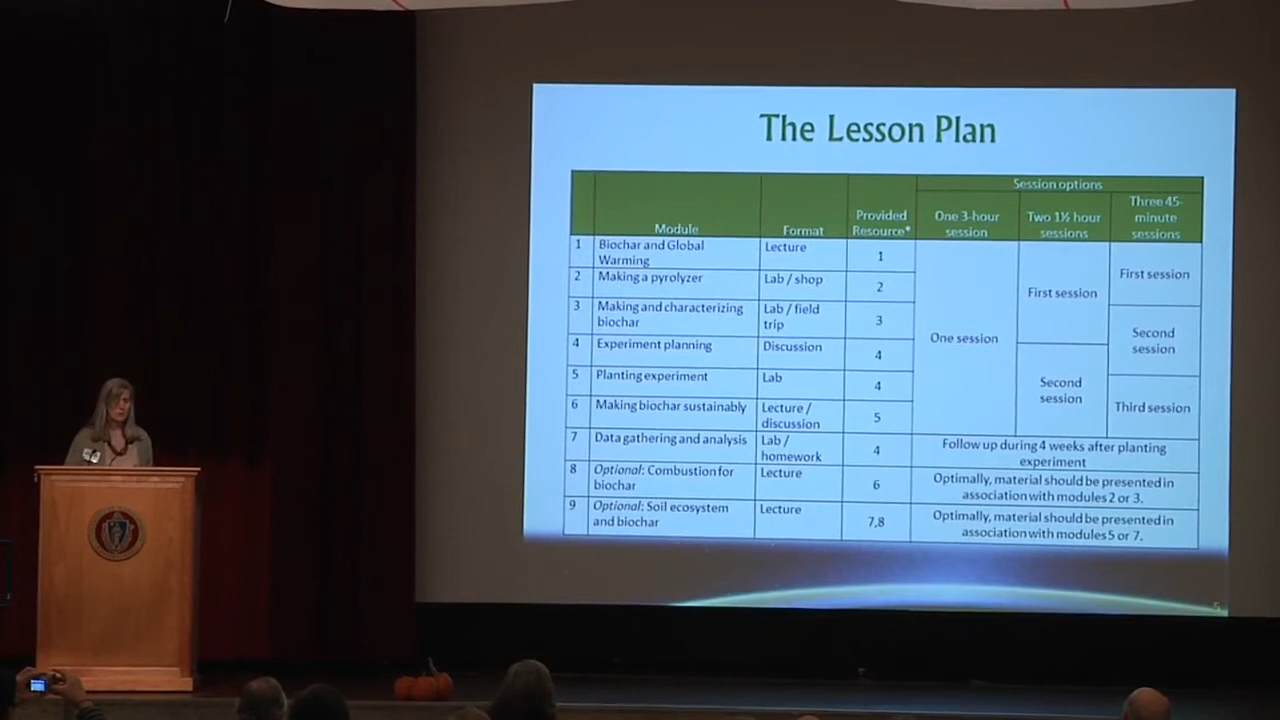 The Lesson Plan
Session options
Module
Format
Provided
Resource*
One 3-hour
session
Two 1½ hour
sessions
Three 45-
minute
sessions
1
Biochar and Global
Warming
Lecture
1
2
Making a pyrolyzer
Lab / shop
2
3
Making and characterizing
biochar
Lab / field
trip
3
4
Experiment planning
Discussion
4
5
Planting experiment
Lab
4
6
Making biochar sustainably
Lecture /
discussion
5
One session
First session
Second
session
First session
Second
session
Third session
7
Data gathering and analysis
Lab /
homework
4
Follow up during 4 weeks after planting
experiment
8
Optional: Combustion for
biochar
Lecture
6
Optimally, material should be presented in
association with modules 2 or 3.
9
Optional: Soil ecosystem
and biochar
Lecture
7,8
Optimally, material should be presented in
association with modules 5 or 7.
5